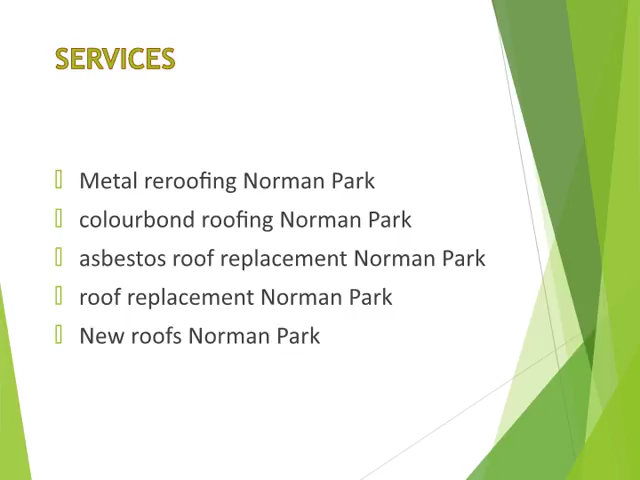 SERVICES
Metal reroofing Norman Park
colourbond roofing Norman Park
asbestos roof replacement Norman Park
roof replacement Norman Park
New roofs Norman Park